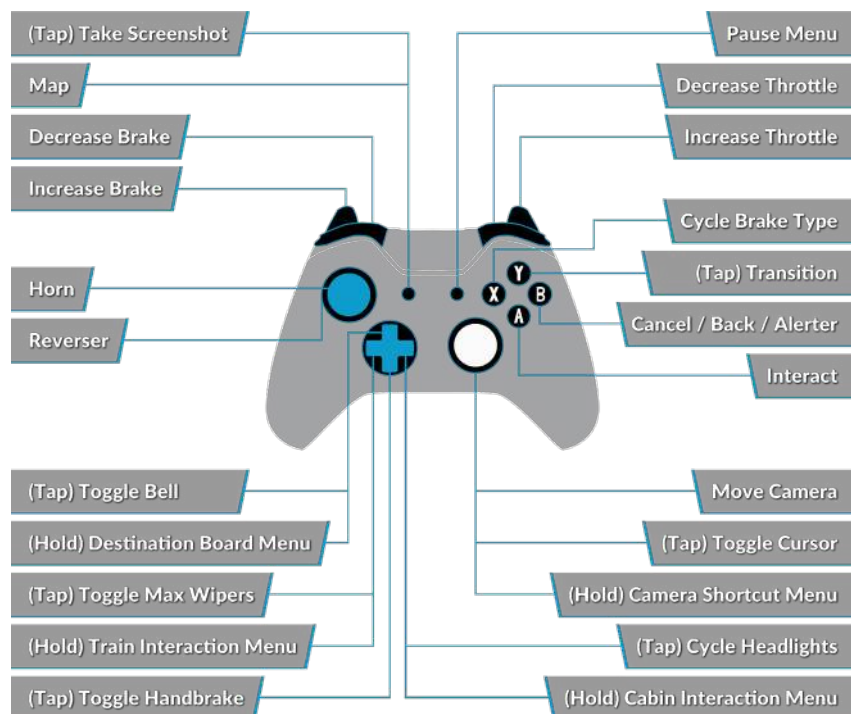 (Tap) Take Screenshot
Map
Decrease Brake
Increase Brake
Horn
Reverser
(Tap) Toggle Bell
(Hold) Destination Board Menu
(Tap) Toggle Max Wipers
(Hold) Train Interaction Menu
(Tap) Toggle Handbrake
Pause Menu
Decrease Throttle
Increase Throttle
Cycle Brake Type
(Tap) Transition
Cancel / Back / Alerter
Interact
Move Camera
(Tap) Toggle Cursor
(Hold) Camera Shortcut Menu
(Tap) Cycle Headlights
(Hold) Cabin Interaction Menu
Y
X B
A